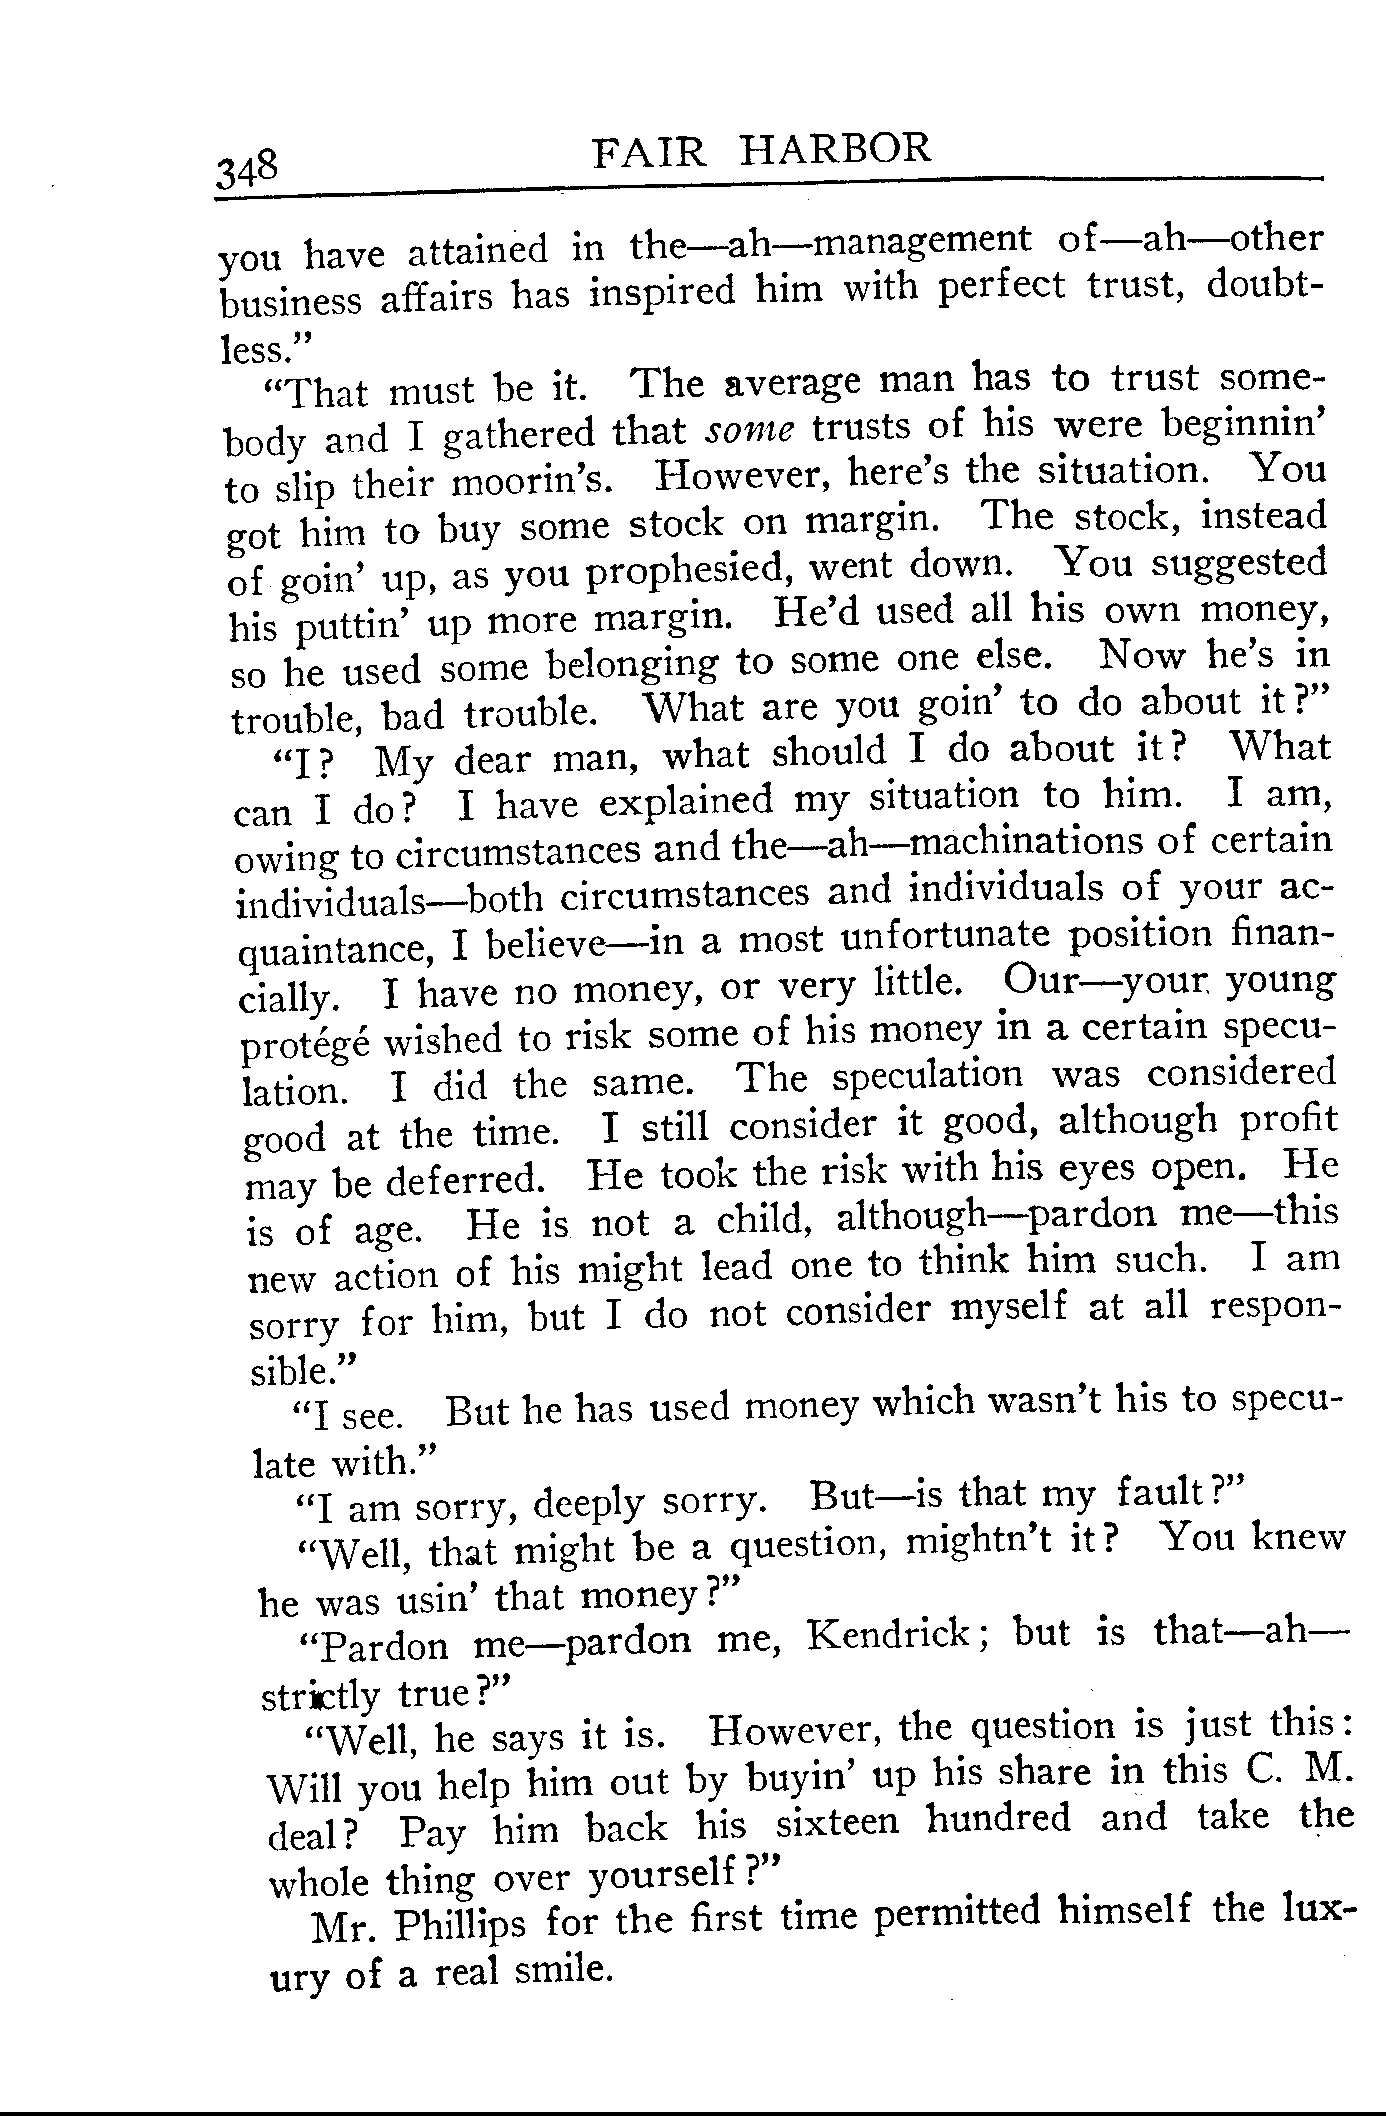 348 FAIR HARBOR
you have attained in the—ah—management of—ah—other
business affairs has inspired him with perfect trust, doubt-
less.”
“That must be it. The average man has to trust some-
body and I gathered that some trusts of his were beginnin’
to slip their moorin’s. However, here’s the situation. You
got him to buy some stock on margin. The stock, instead
of goin’ up, as you prophesied, went down. You suggested
his puttin’ up more margin. He’d used all his own money,
so he used some belonging to some one else. Now he’s in
trouble, bad trouble. What are you goin’ to do about it?”
“I? My dear man, what should I do about it? What
can I do? I have explained my situation to him. I am,
owing to circumstances and the—ah—machinations of certain
individuals—both circumstances and individuals of your ac-
quaintance, I believe—in a most unfortunate position finan-
cially. I have no money, or very little. Our—your young
protégé wished to risk some of his money in a certain specu-
lation. I did the same. The speculation was considered
good at the time. I still consider it good, although profit
may be deferred. He took the risk with his eyes open. He
is of age. He is not a child, although—pardon me—this
new action of his might lead one to think him such. I am
sorry for him, but I do not consider myself at all respon-
sible.”
“I see. But he has used money which wasn’t his to specu-
late with.”
“I am sorry, deeply sorry. But—is that my fault?”
“Well, that might be a question, mightn’t it? You knew
he was usin’ that money?”
“Pardon me—pardon me, Kendrick; but is that—ah—
strictly true?”
“Well, he says it is. However, the question is just this:
Will you help him out by buyin’ up his share in this C. M.
deal? Pay him back his sixteen hundred and take the
whole thing over yourself?”
Mr. Phillips for the first time permitted himself the lux-
ury of a real smile.